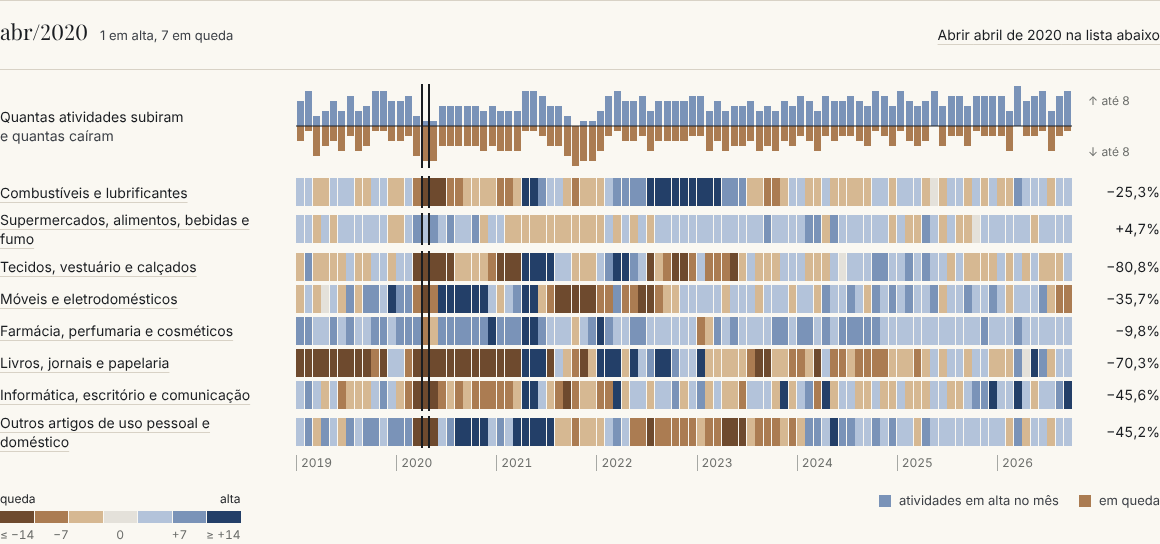 abr/2020 1 em alta, 7 em queda
Abrir abril de 2020 na lista abaixo
Quantas atividades subiram
e quantas caíram
↑ até 8
↓ até 8
Combustíveis e lubrificantes
−25,3%
Supermercados, alimentos, bebidas e
fumo
+4,7%
Tecidos, vestuário e calçados
−80,8%
Móveis e eletrodomésticos
−35,7%
Farmácia, perfumaria e cosméticos
−9,8%
Livros, jornais e papelaria
−70,3%
Informática, escritório e comunicação
−45,6%
Outros artigos de uso pessoal e
doméstico
−45,2%
2019 2020 2021 2022 2023 2024 2025 2026
queda alta
≤ −14 −7 0 +7 ≥ +14
atividades em alta no mês em queda